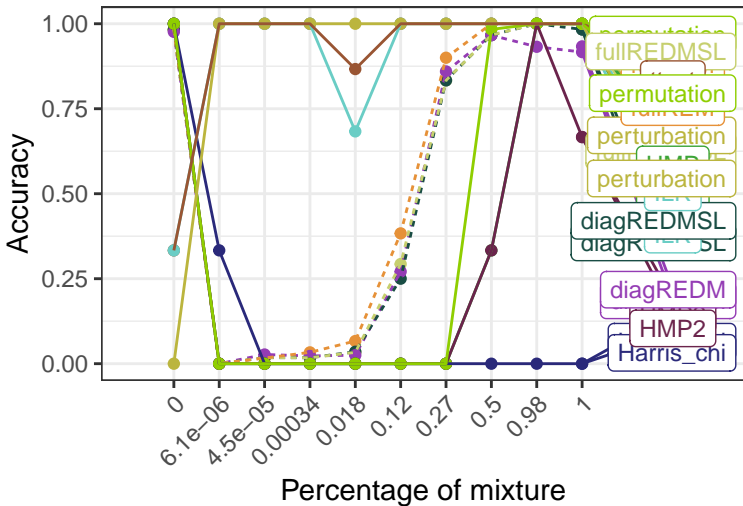 1.00
0.75
0.50
0.25
0.00
Accuracy
permutation
fullREDMSL
permutation
fullREM
perturbation
HMP
perturbation
diagREDMSL
diagREDMSL
diagREDM
HMP2
Harris_chi
0
6.1e−06
4.5e−05
0.00034
0.018
0.12
0.27
0.5
0.98
1
Percentage of mixture